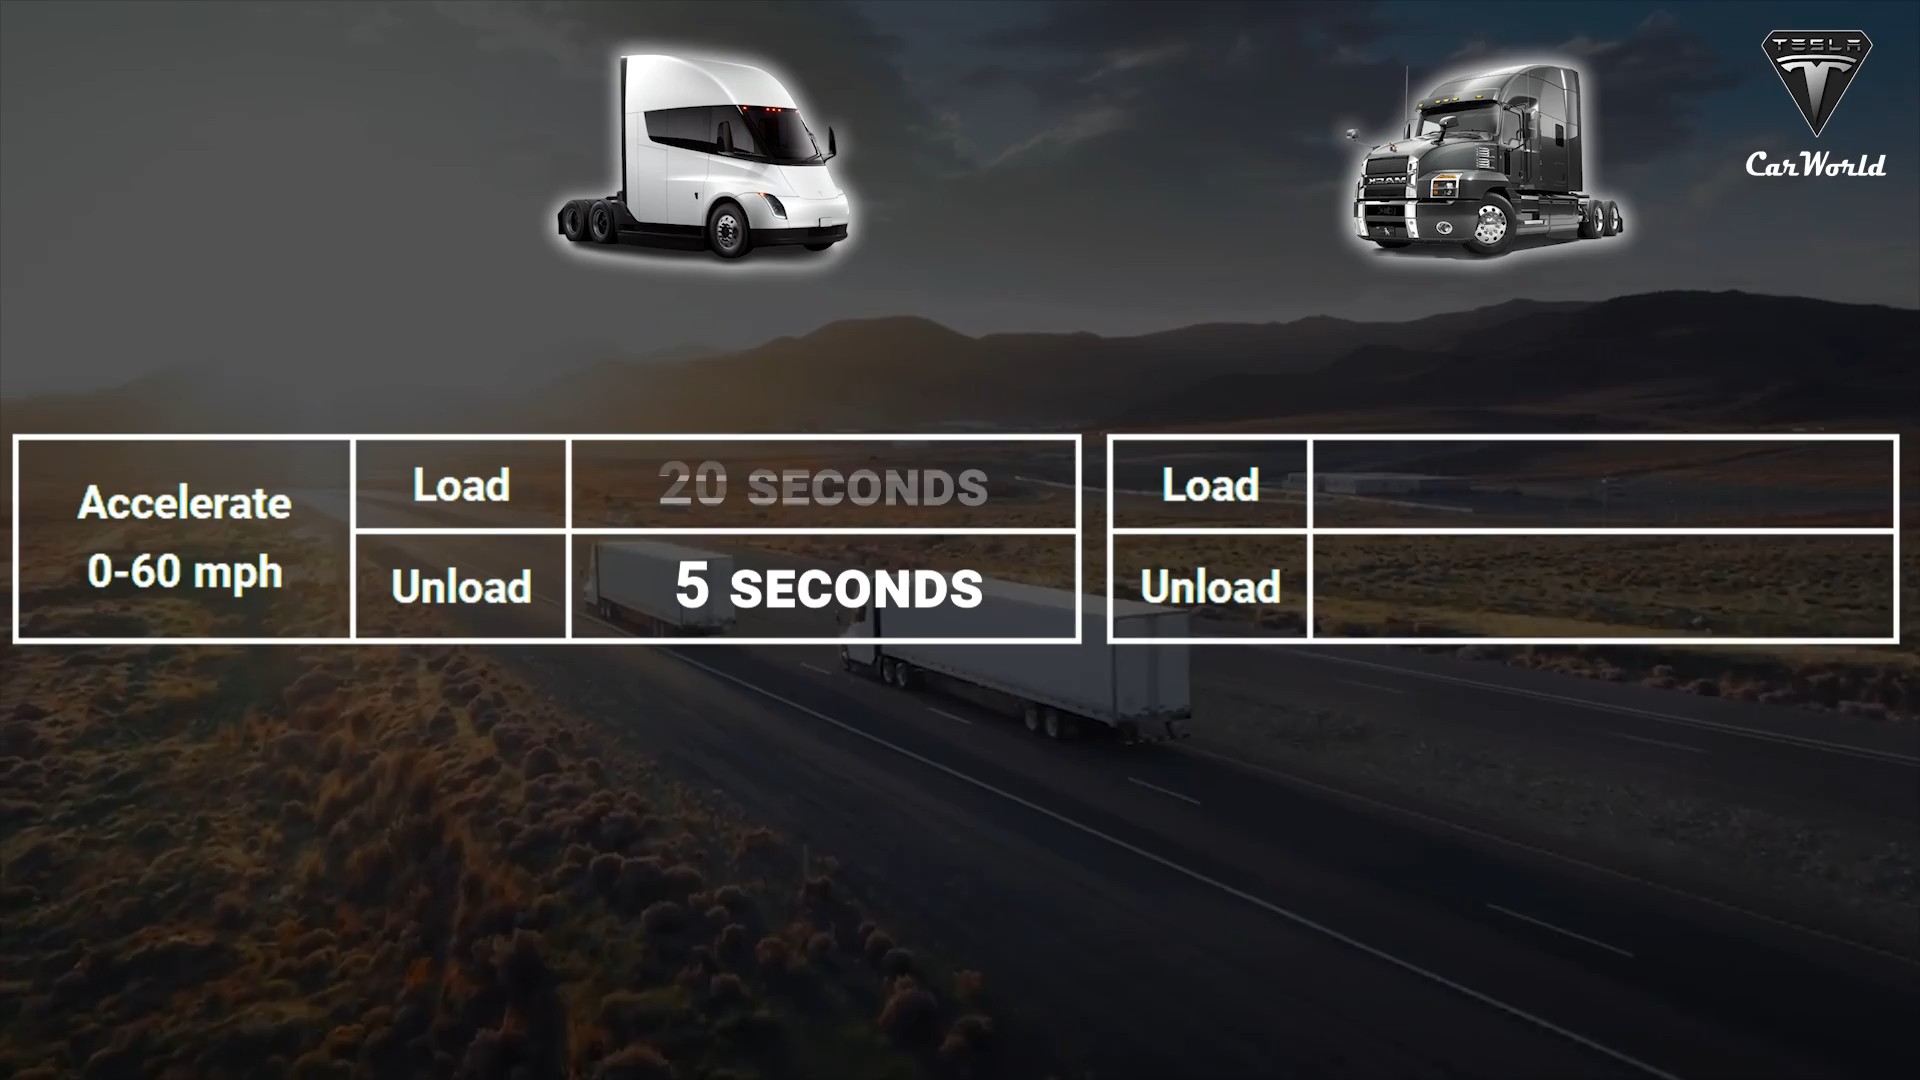 TESLA
CarWorld
Accelerate
0-60 mph
Load
20 SECONDS
Unload
5 SECONDS
Load
Unload